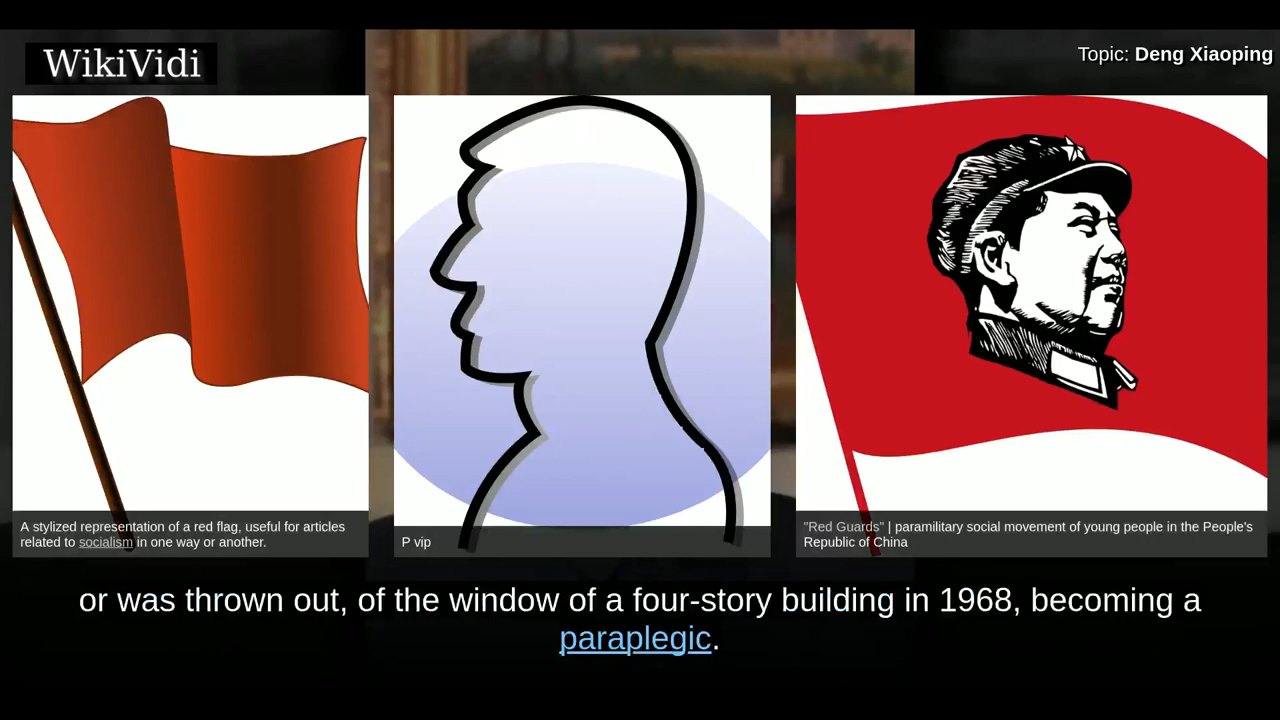 WikiVidi
Topic: Deng Xiaoping
A stylized representation of a red flag, useful for articles
related to socialism in one way or another.
P vip
"Red Guards" | paramilitary social movement of young people in the People's
Republic of China
or was thrown out, of the window of a four-story building in 1968, becoming a
paraplegic.